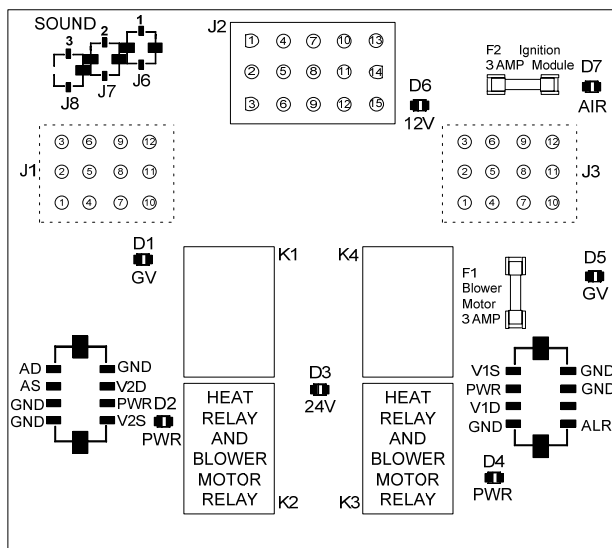 SOUND
3
2
1
J8
J7
J6
J2
1 4 7 10 13
2 5 8 11 14
3 6 9 12 15
D6
12V
F2 Ignition
3 AMP Module
D7
AIR
J1
3 6 9 12
2 5 8 11
1 4 7 10
3 6 9 12
2 5 8 11
1 4 7 10
J3
D1
GV
K1
K4
F1
Blower
Motor
3 AMP
D5
GV
AD
AS
GND
GND
GND
V2D
PWR
V2S
D2
PWR
HEAT
RELAY
AND
BLOWER
MOTOR
RELAY
K2
D3
24V
HEAT
RELAY
AND
BLOWER
MOTOR
RELAY
K3
V1S
PWR
V1D
GND
GND
GND
ALR
D4
PWR